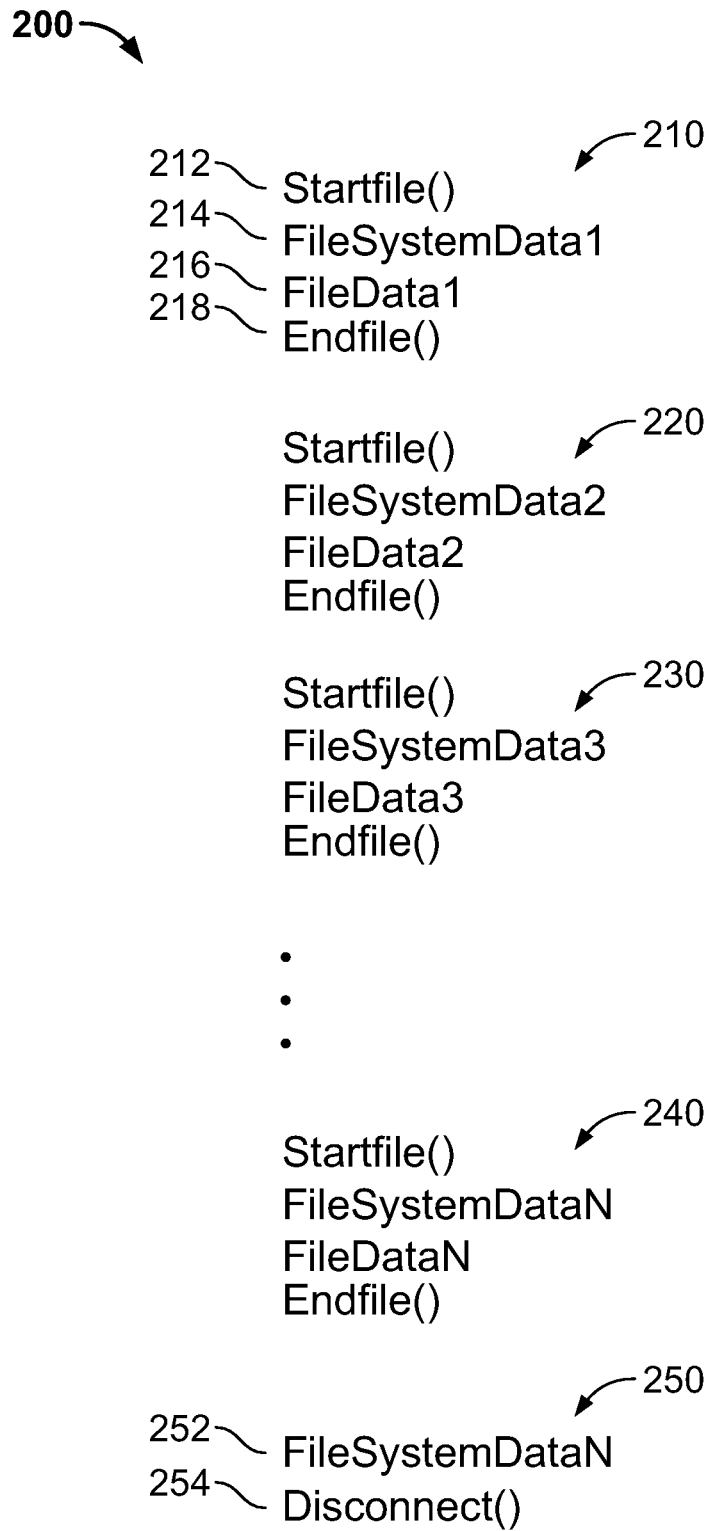 200
210
212 Startfile()
214 FileSystemData1
216 FileData1
218 Endfile()
220
Startfile()
FileSystemData2
FileData2
Endfile()
230
Startfile()
FileSystemData3
FileData3
Endfile()
240
Startfile()
FileSystemDataN
FileDataN
Endfile()
250
252 FileSystemDataN
254 Disconnect()